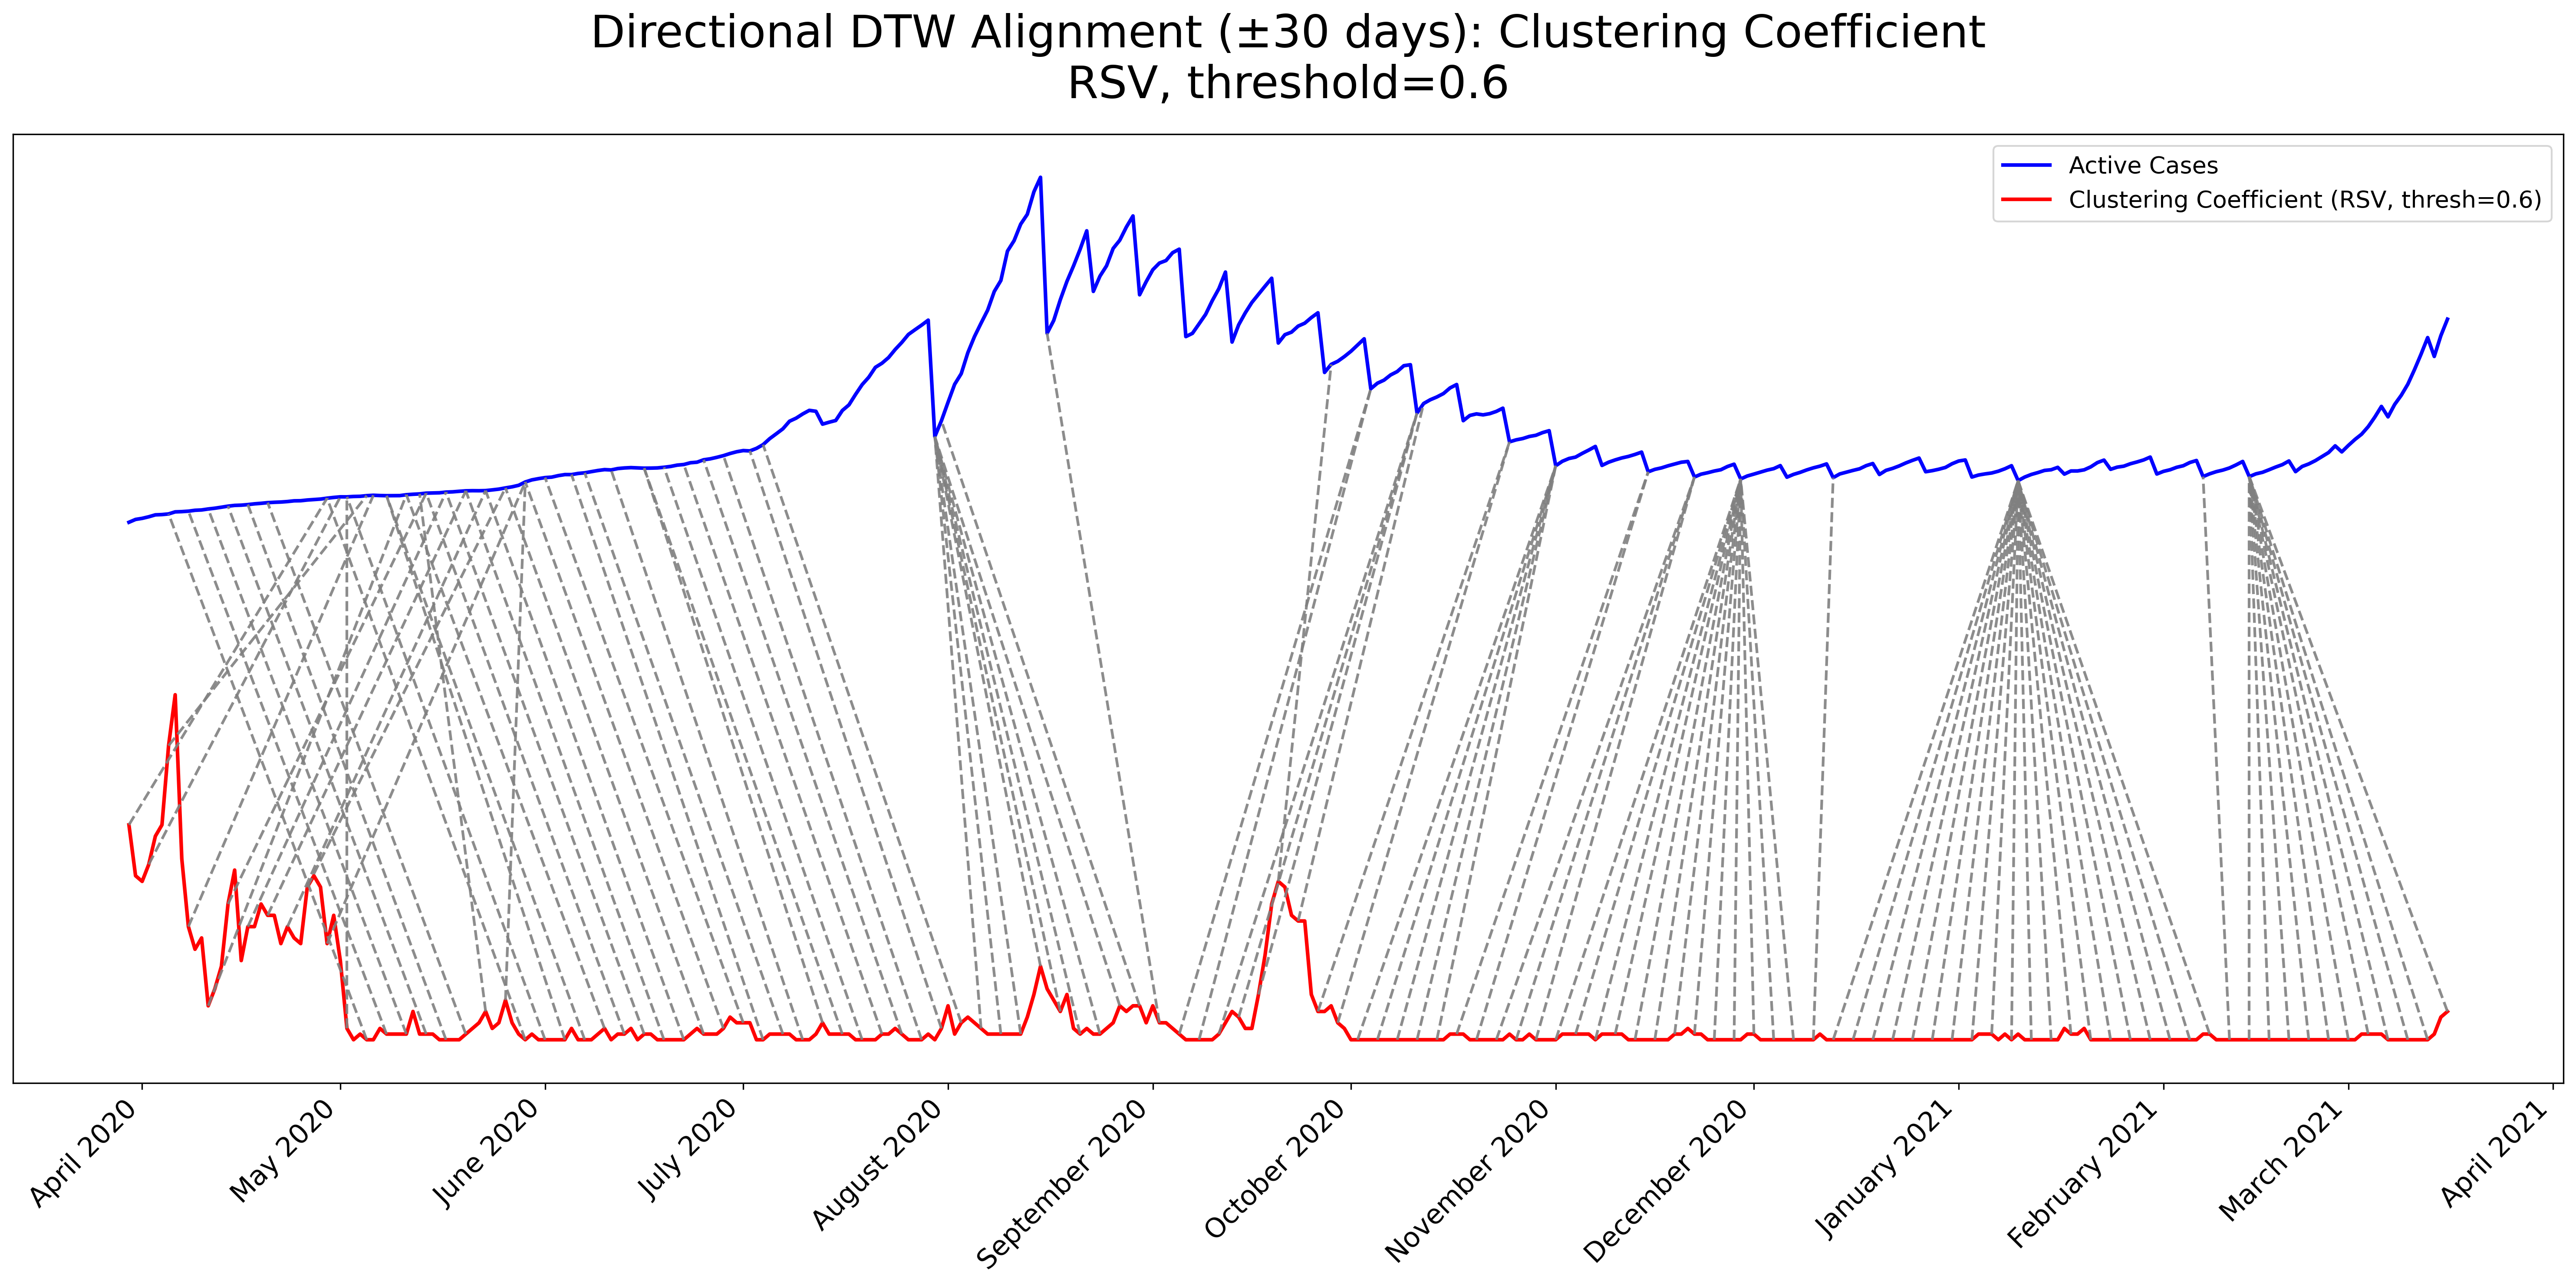 Directional DTW Alignment (±30 days): Clustering Coefficient
RSV, threshold=0.6
Active Cases
Clustering Coefficient (RSV, thresh=0.6)
April 2020
May 2020
June 2020
July 2020
August 2020
September 2020
October 2020
November 2020
December 2020
January 2021
February 2021
March 2021
April 2021